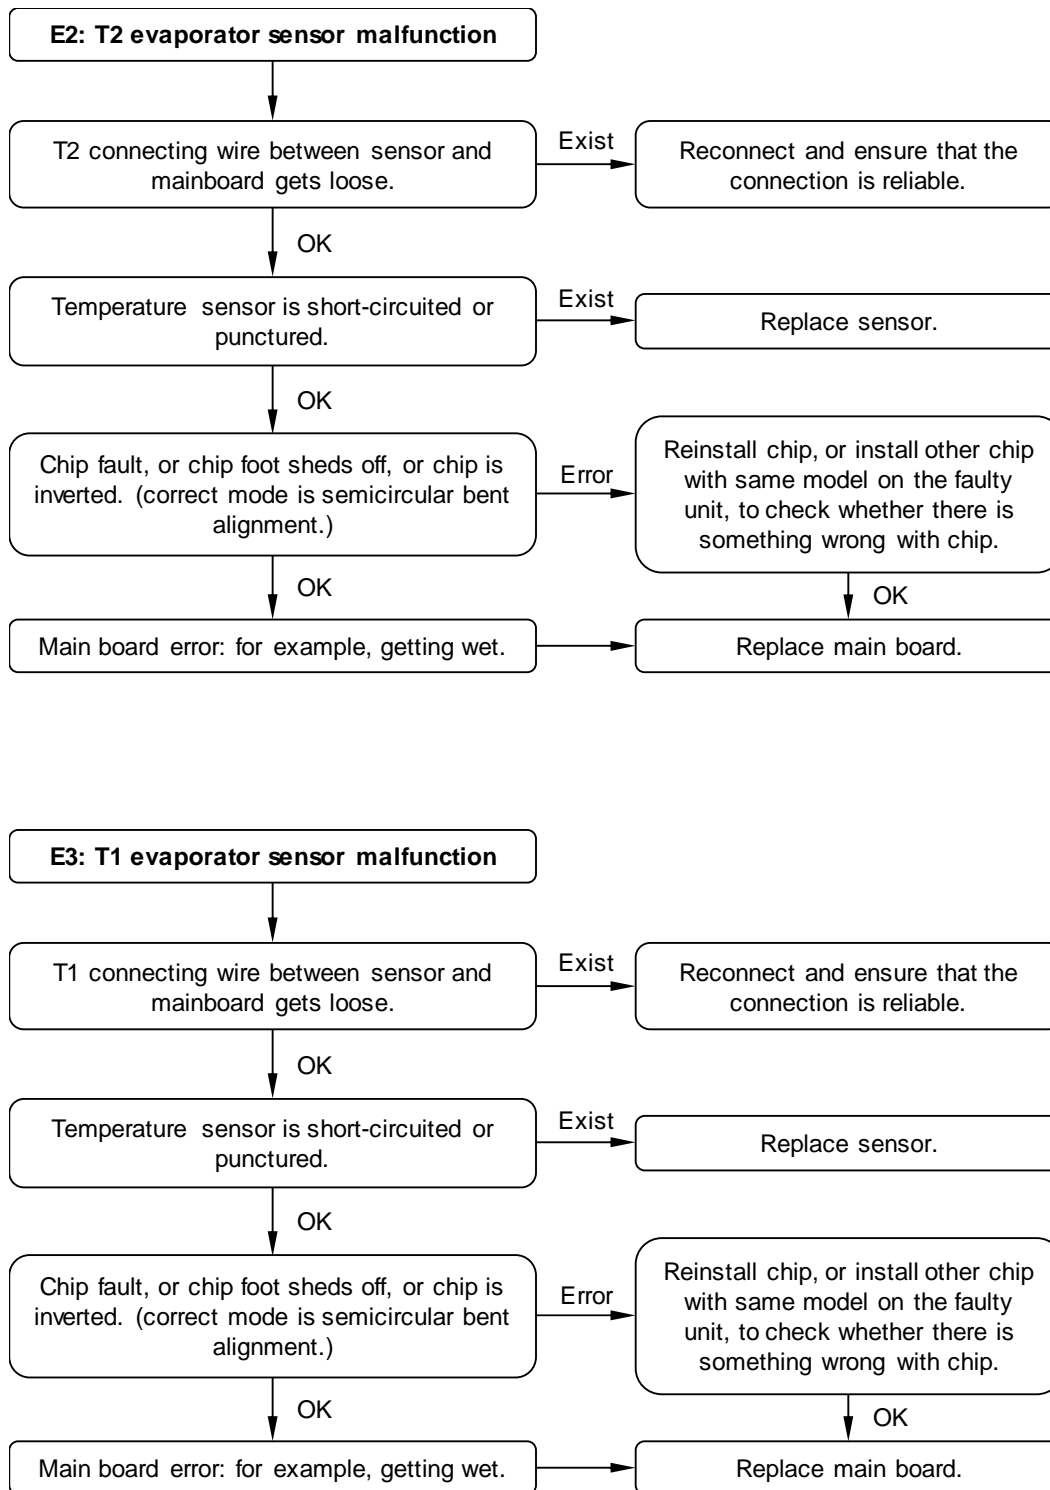 E2: T2 evaporator sensor malfunction
T2 connecting wire between sensor and
mainboard gets loose.
Exist
Reconnect and ensure that the
connection is reliable.
OK
Temperature sensor is short-circuited or
punctured.
Exist
Replace sensor.
OK
Chip fault, or chip foot sheds off, or chip is
inverted. (correct mode is semicircular bent
alignment.)
Error
Reinstall chip, or install other chip
with same model on the faulty
unit, to check whether there is
something wrong with chip.
OK
OK
Main board error: for example, getting wet.
Replace main board.
E3: T1 evaporator sensor malfunction
T1 connecting wire between sensor and
mainboard gets loose.
Exist
Reconnect and ensure that the
connection is reliable.
OK
Temperature sensor is short-circuited or
punctured.
Exist
Replace sensor.
OK
Chip fault, or chip foot sheds off, or chip is
inverted. (correct mode is semicircular bent
alignment.)
Error
Reinstall chip, or install other chip
with same model on the faulty
unit, to check whether there is
something wrong with chip.
OK
OK
Main board error: for example, getting wet.
Replace main board.